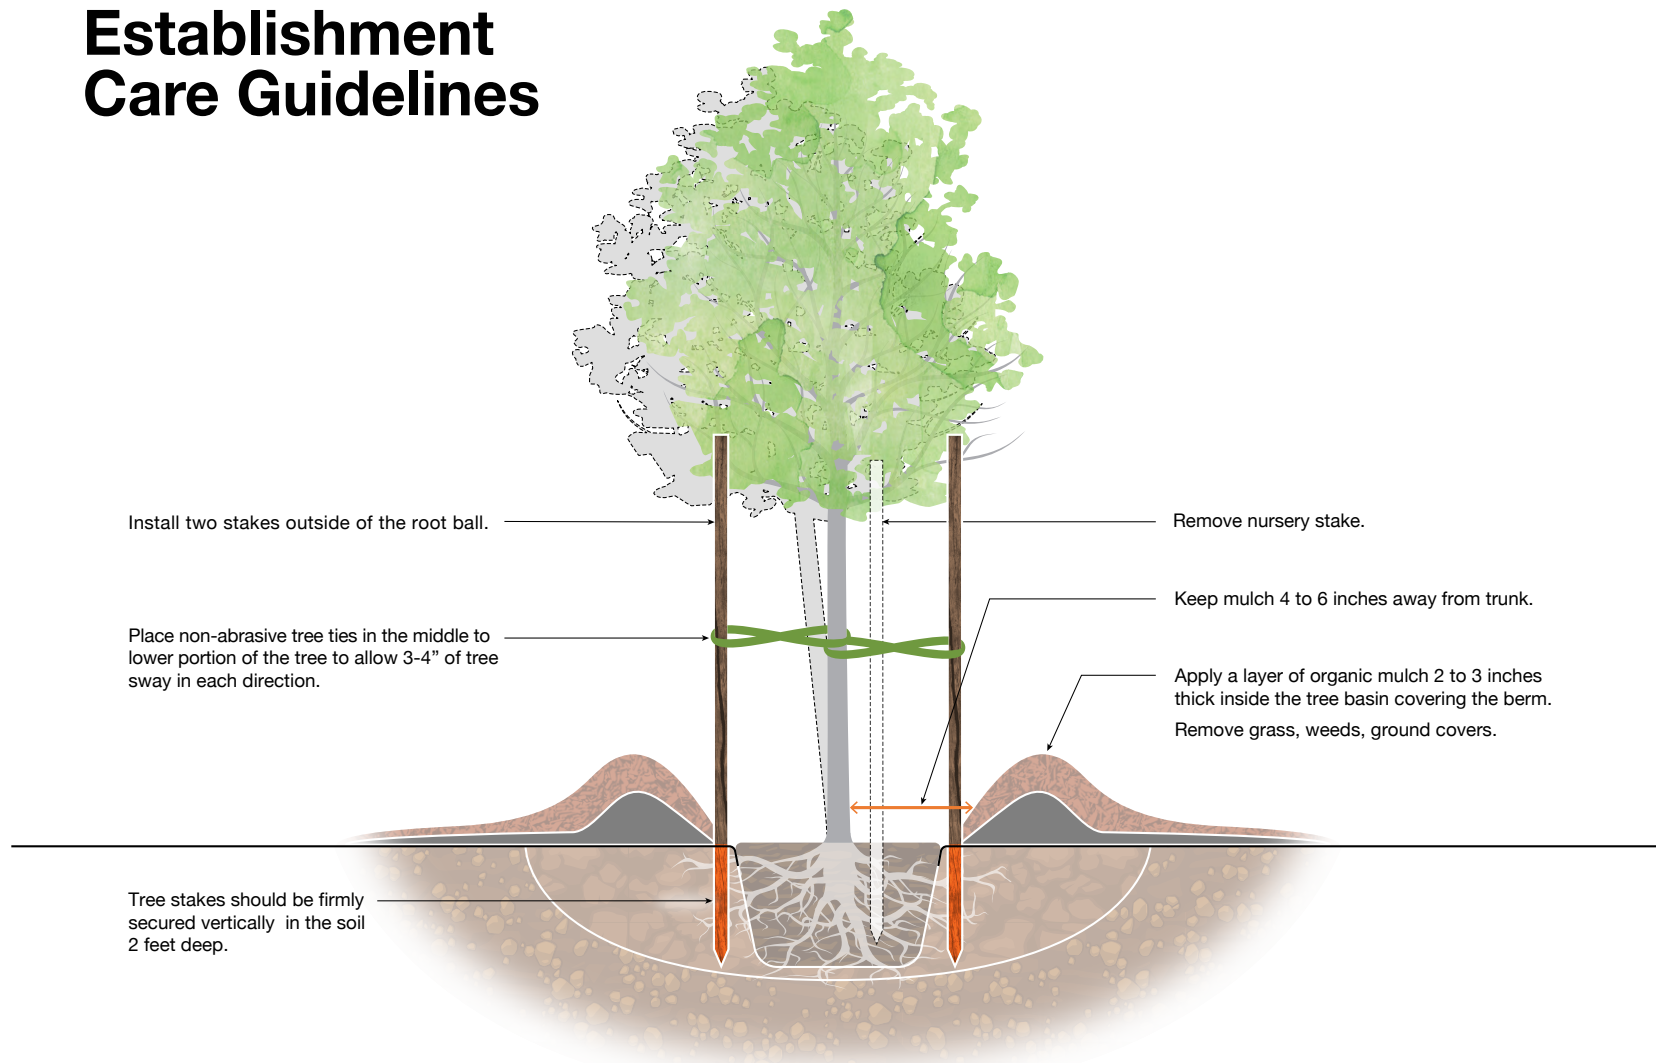 Establishment
Care Guidelines
Install two stakes outside of the root ball.
Place non-abrasive tree ties in the middle to
lower portion of the tree to allow 3-4” of tree
sway in each direction.
Tree stakes should be firmly
secured vertically  in the soil
2 feet deep.
Remove nursery stake.
Keep mulch 4 to 6 inches away from trunk.
Apply a layer of organic mulch 2 to 3 inches
thick inside the tree basin covering the berm.
Remove grass, weeds, ground covers.